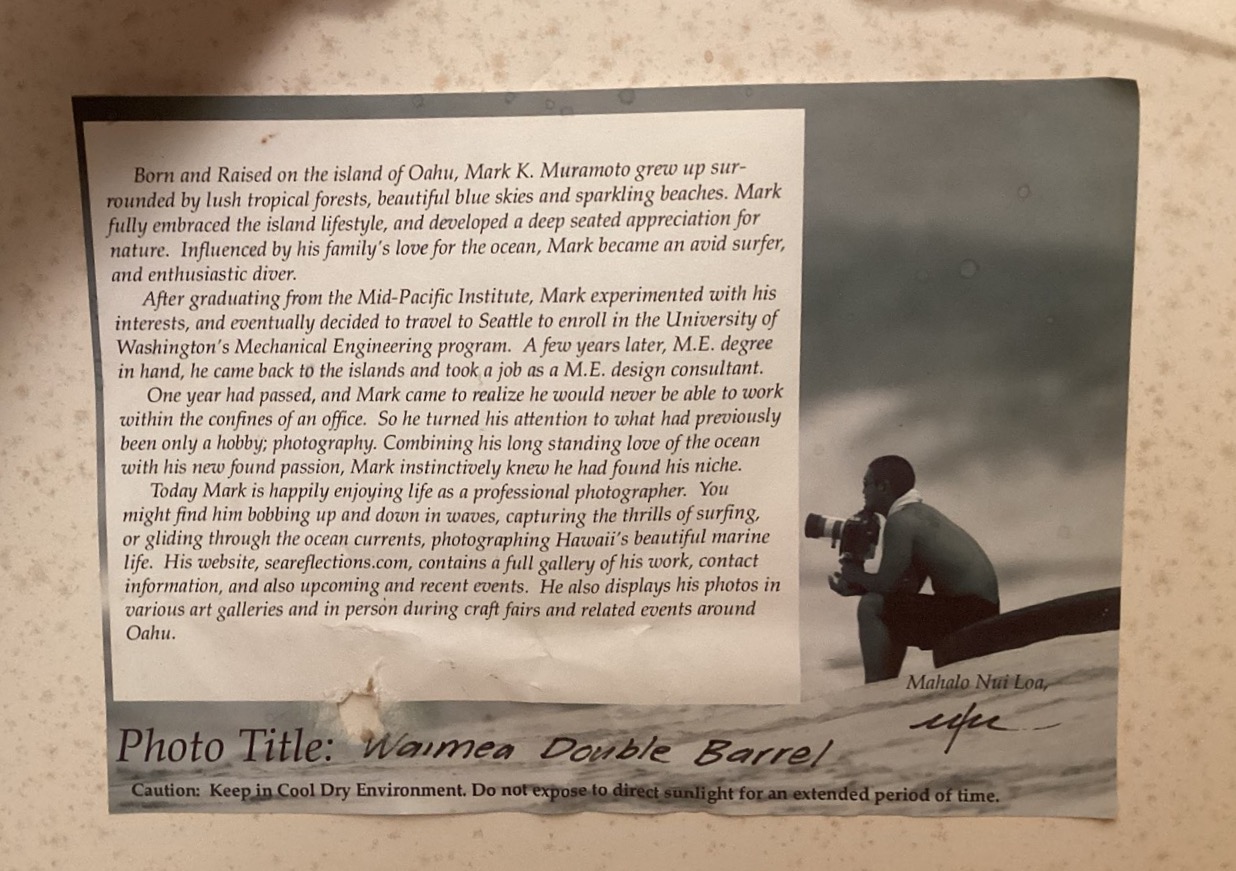 Born and Raised on the island of Oahu, Mark K. Muramoto grew up sur-
rounded by lush tropical forests, beautiful blue skies and sparkling beaches. Mark
fully embraced the island lifestyle, and developed a deep seated appreciation for
nature. Influenced by his family's love for the ocean, Mark became an avid surfer,
and enthusiastic diver.
After graduating from the Mid-Pacific Institute, Mark experimented with his
interests, and eventually decided to travel to Seattle to enroll in the University of
Washington's Mechanical Engineering program. A few years later, M.E. degree
in hand, he came back to the islands and took a job as a M.E. design consultant.
One year had passed, and Mark came to realize he would never be able to work
within the confines of an office. So he turned his attention to what had previously
been only a hobby; photography. Combining his long standing love of the ocean
with his new found passion, Mark instinctively knew he had found his niche.
Today Mark is happily enjoying life as a professional photographer. You
might find him bobbing up and down in waves, capturing the thrills of surfing,
or gliding through the ocean currents, photographing Hawaii's beautiful marine
life. His website, seareflections.com, contains a full gallery of his work, contact
information, and also upcoming and recent events. He also displays his photos in
various art galleries and in person during craft fairs and related events around
Oahu.
Mahalo Nui Loa,
Photo Title: Waimea Double Barrel
Caution: Keep in Cool Dry Environment. Do not expose to direct sunlight for an extended period of time.